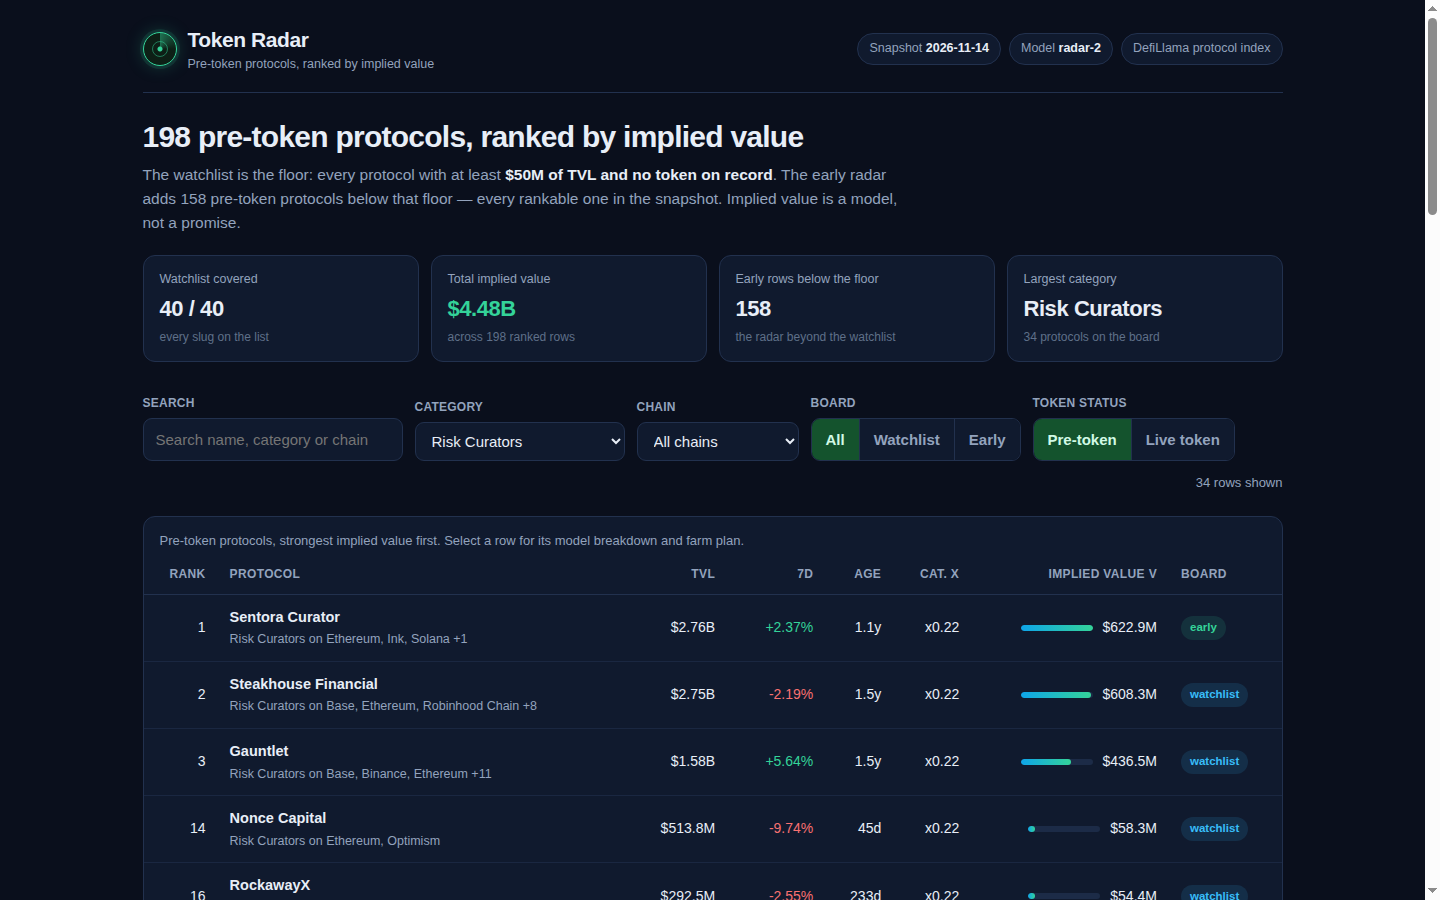 Token Radar
Pre-token protocols, ranked by implied value
Snapshot 2026-11-14
Model radar-2
DefiLlama protocol index
198 pre-token protocols, ranked by implied value
The watchlist is the floor: every protocol with at least $50M of TVL and no token on record. The early radar
adds 158 pre-token protocols below that floor — every rankable one in the snapshot. Implied value is a model,
not a promise.
Watchlist covered
40 / 40
every slug on the list
Total implied value
$4.48B
across 198 ranked rows
Early rows below the floor
158
the radar beyond the watchlist
Largest category
Risk Curators
34 protocols on the board
SEARCH
Search name, category or chain
CATEGORY
Risk Curators
CHAIN
All chains
BOARD
All Watchlist Early
TOKEN STATUS
Pre-token Live token
34 rows shown
Pre-token protocols, strongest implied value first. Select a row for its model breakdown and farm plan.
RANK PROTOCOL TVL 7D AGE CAT. X IMPLIED VALUE V BOARD
1 Sentora Curator $2.76B +2.37% 1.1y x0.22 $622.9M early
Risk Curators on Ethereum, Ink, Solana +1
2 Steakhouse Financial $2.75B -2.19% 1.5y x0.22 $608.3M watchlist
Risk Curators on Base, Ethereum, Robinhood Chain +8
3 Gauntlet $1.58B +5.64% 1.5y x0.22 $436.5M watchlist
Risk Curators on Base, Binance, Ethereum +11
14 Nonce Capital $513.8M -9.74% 45d x0.22 $58.3M watchlist
Risk Curators on Ethereum, Optimism
16 RockawayX $292.5M -2.55% 233d x0.22 $54.4M watchlist